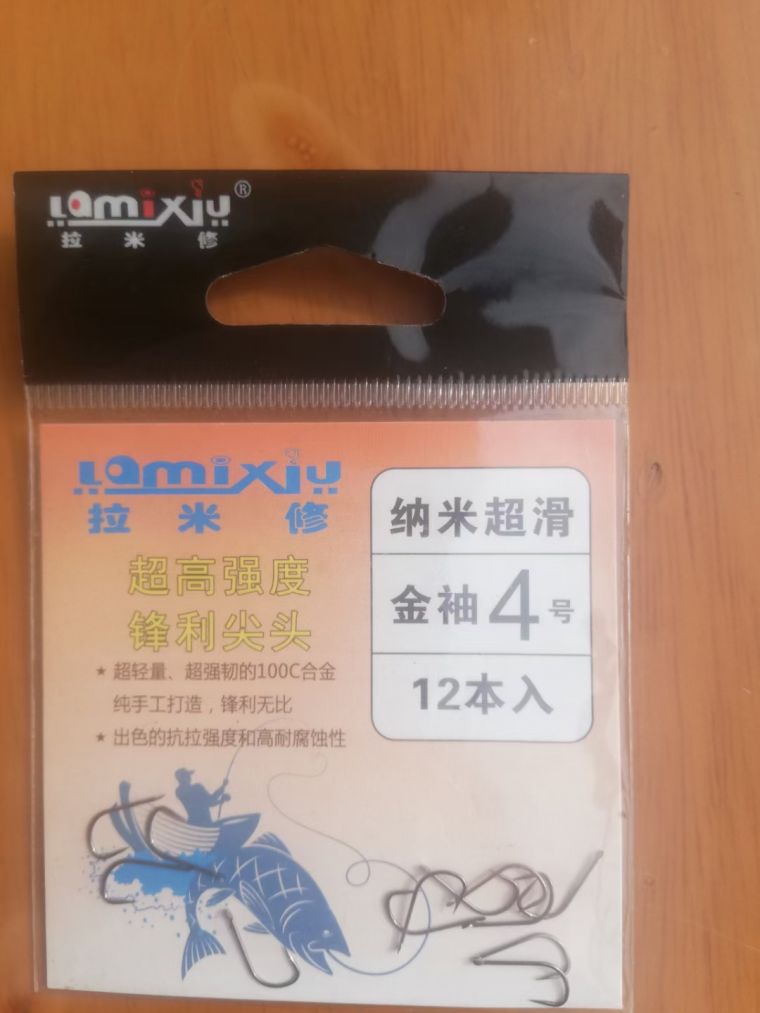 Lamixiu®
拉米修
Lamixiu
拉米修
超高强度
锋利尖头
★ 超轻量、超强韧的100C合金
纯手工打造，锋利无比
★ 出色的抗拉强度和高耐腐蚀性
纳米超滑
金袖4号
12本入